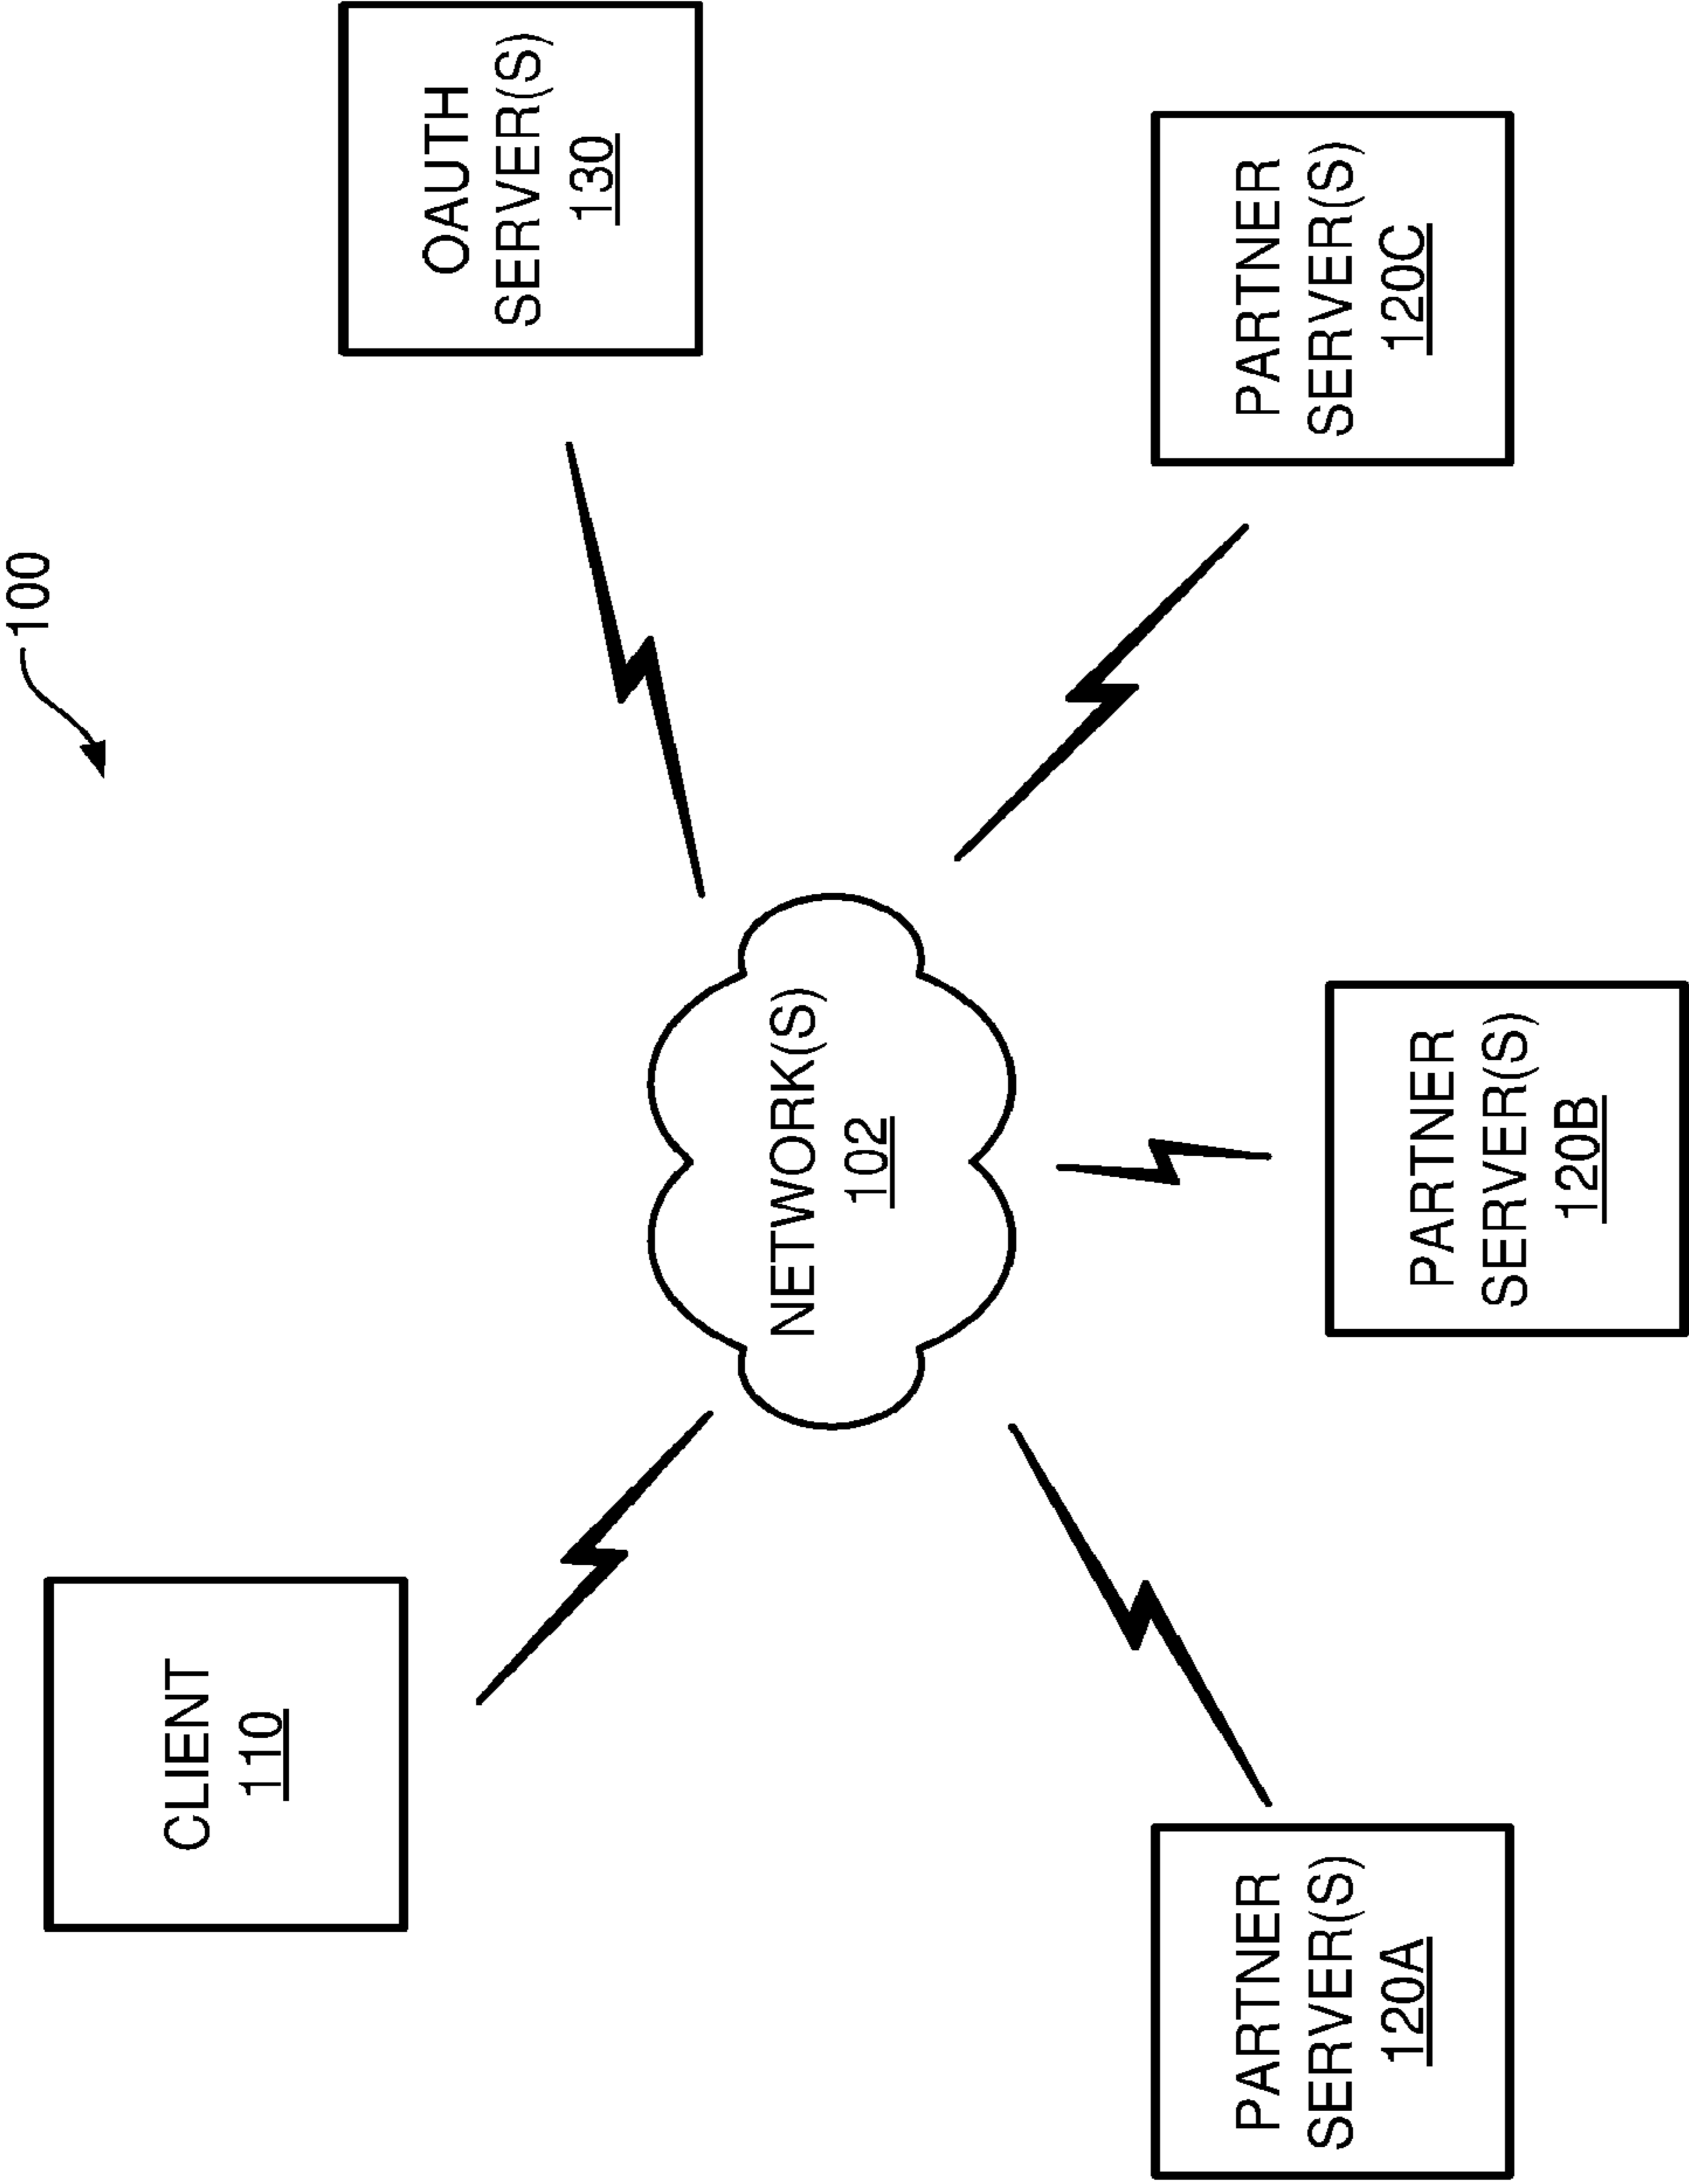 100
CLIENT
110
OAUTH
SERVER(S)
130
NETWORK(S)
102
PARTNER
SERVER(S)
120A
PARTNER
SERVER(S)
120B
PARTNER
SERVER(S)
120C